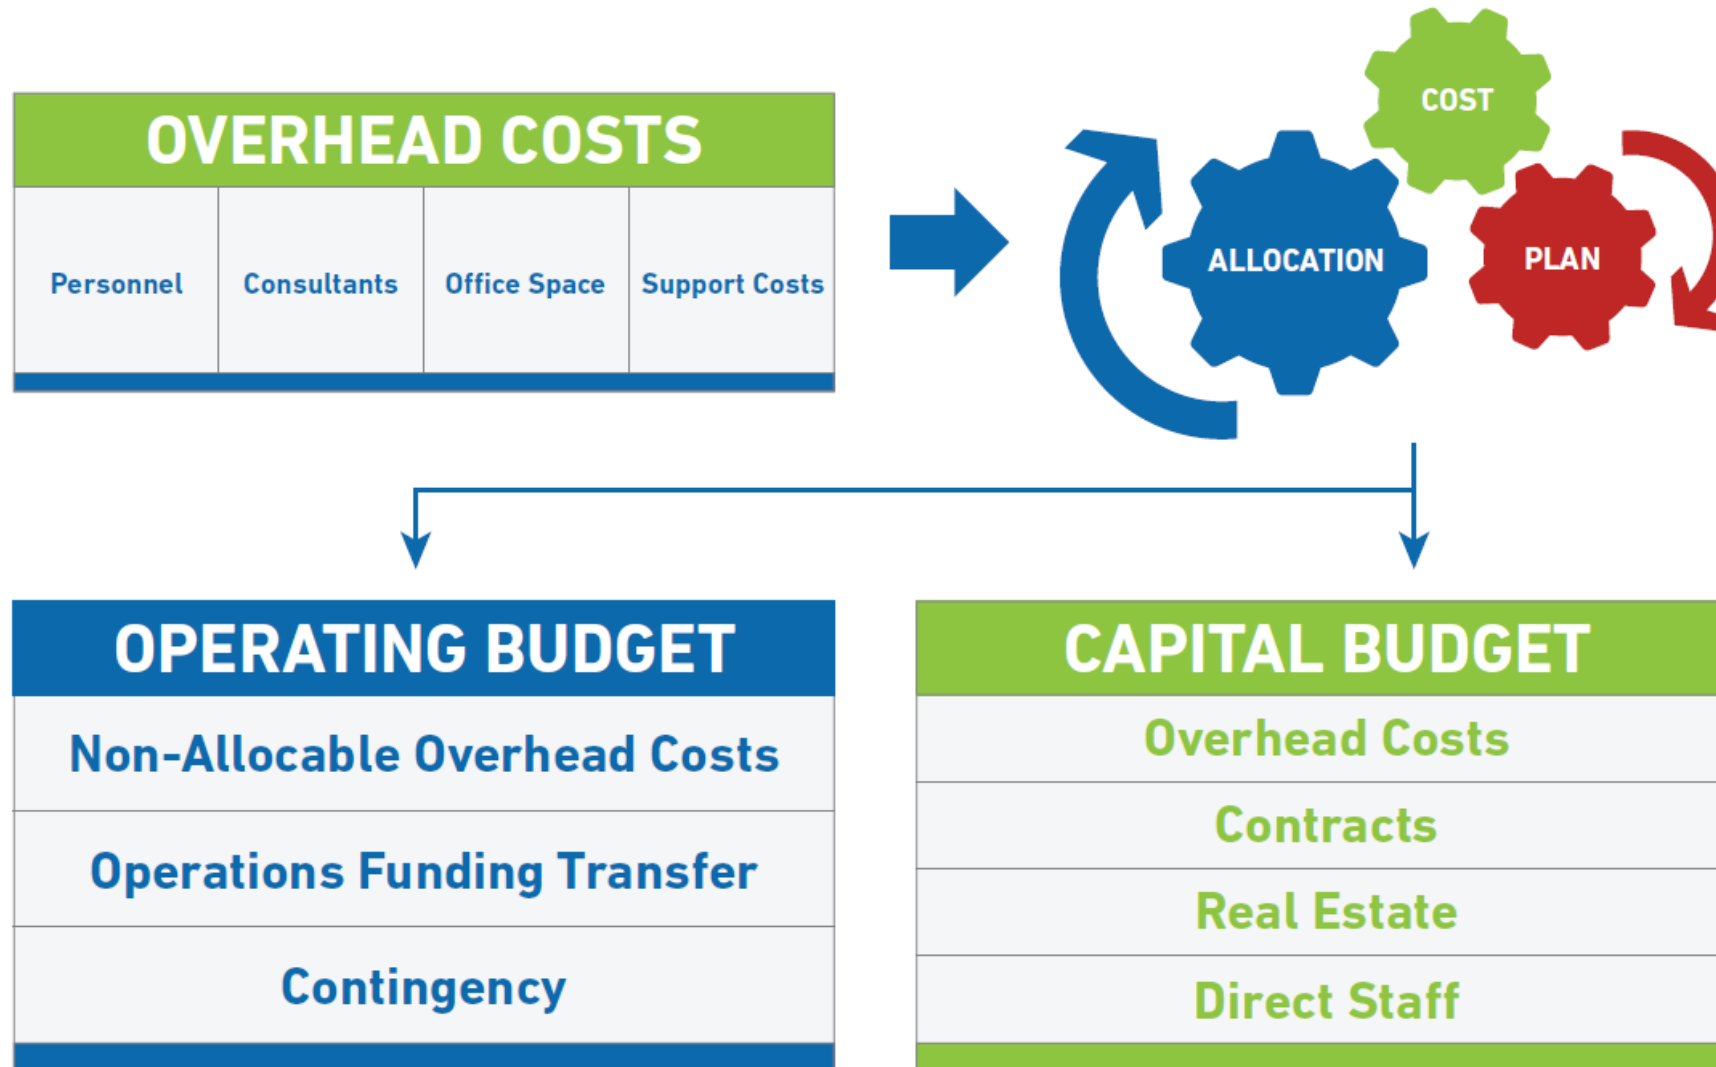 OVERHEAD COSTS
Personnel
Consultants
Office Space
Support Costs
COST
ALLOCATION
PLAN
OPERATING BUDGET
Non-Allocable Overhead Costs
Operations Funding Transfer
Contingency
CAPITAL BUDGET
Overhead Costs
Contracts
Real Estate
Direct Staff